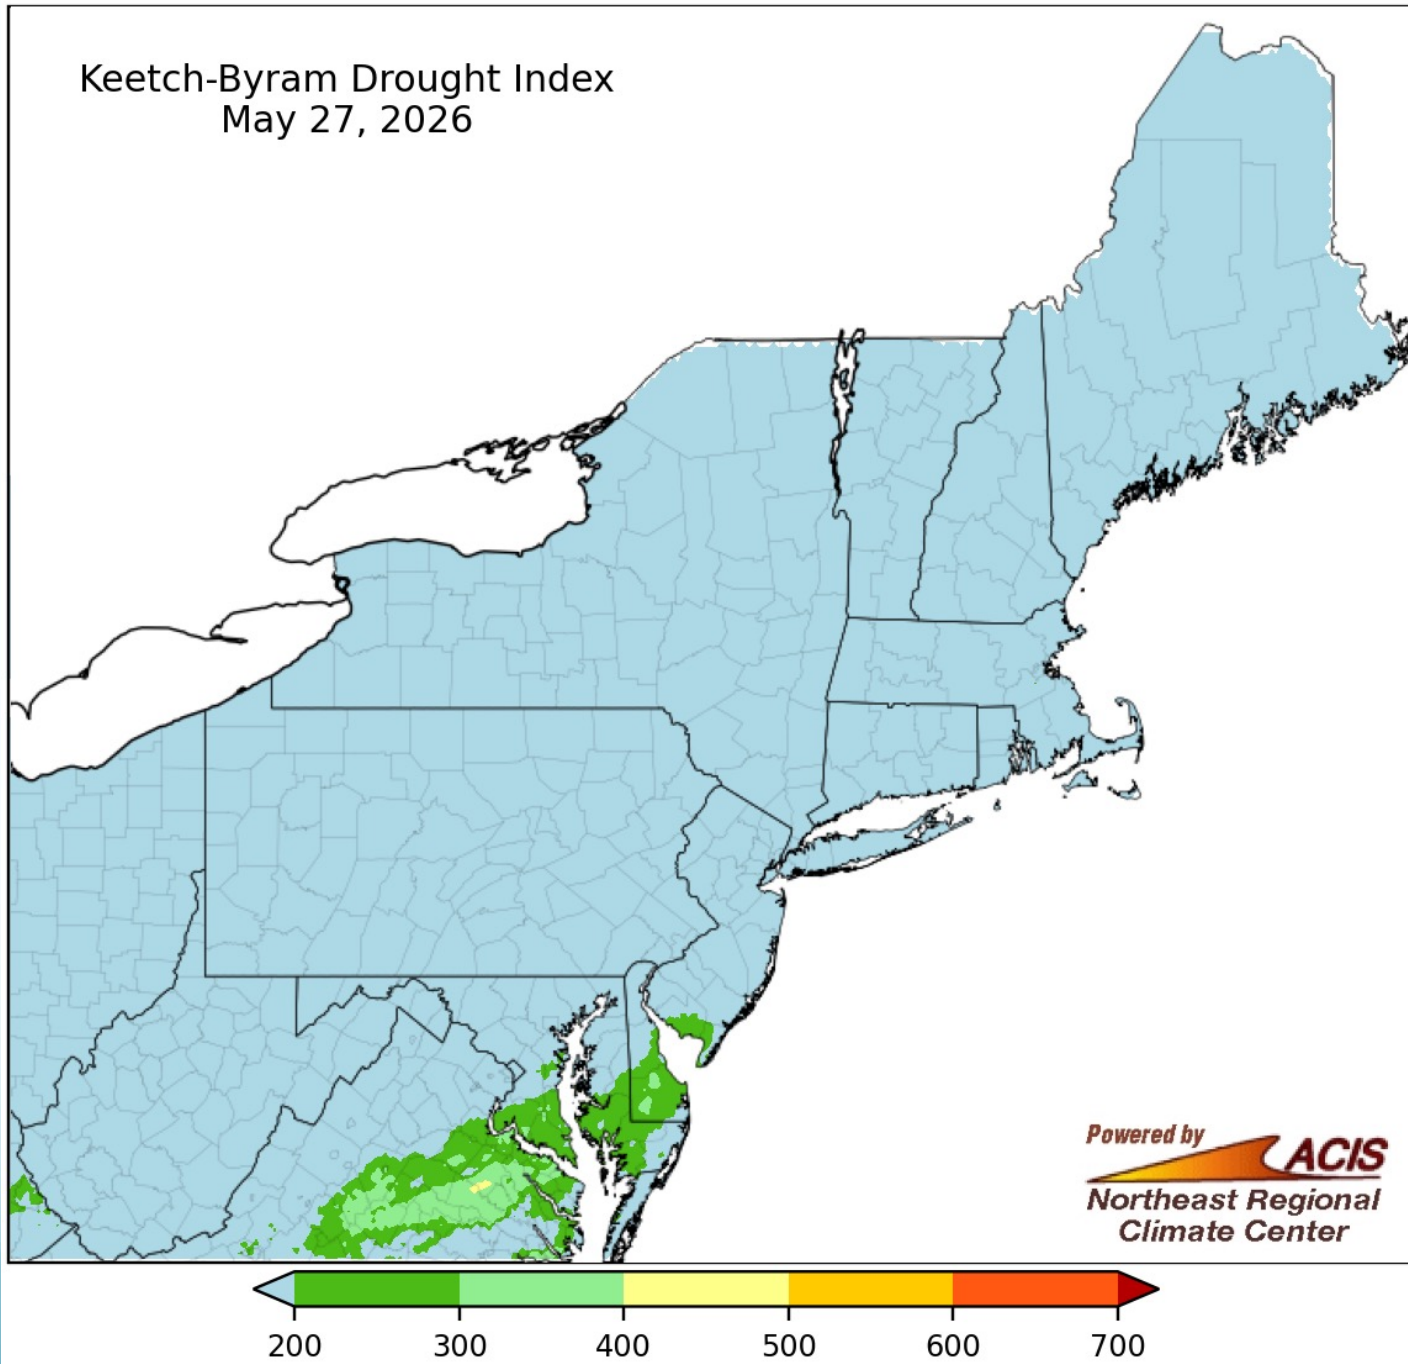 Keetch-Byram Drought Index
May 27, 2026
Powered by
ACIS
Northeast Regional
Climate Center
200 300 400 500 600 700